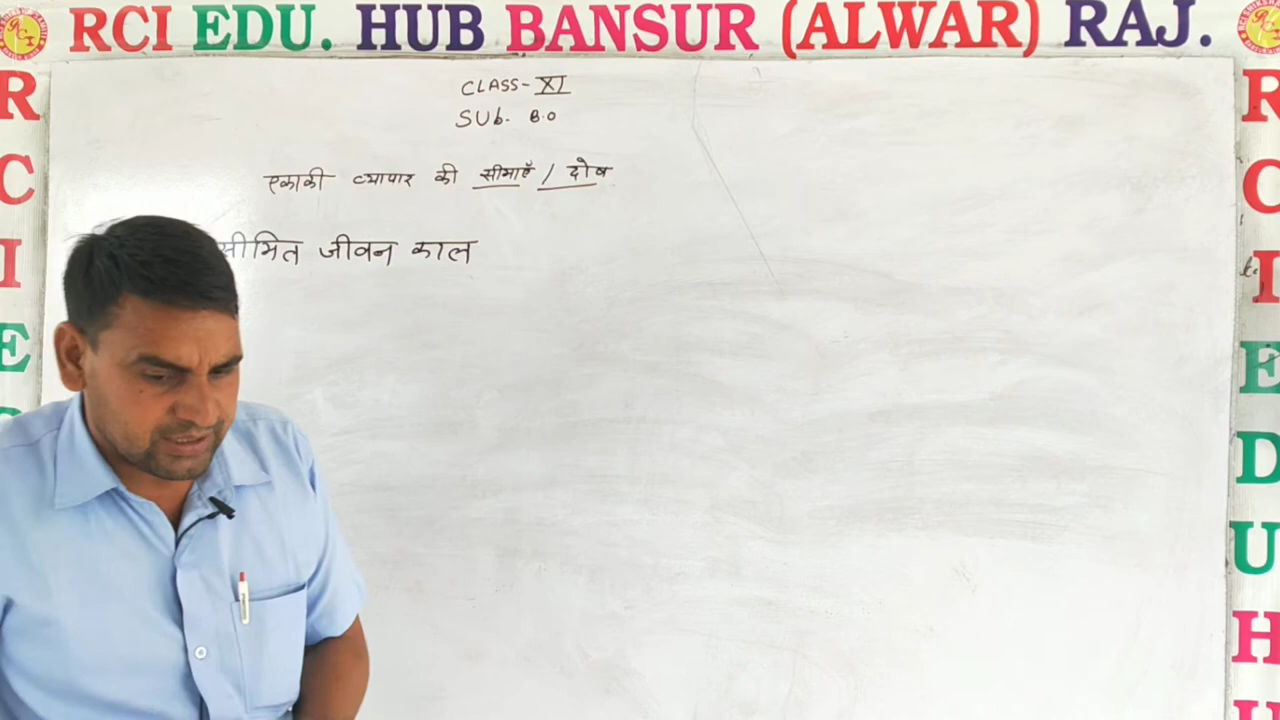 RCI EDU. HUB BANSUR (ALWAR) RAJ.
CLASS-XI
SUb. B.O
एकाकी व्यापार की सीमाएँ / दोष
सीमित जीवन काल
R
C
I
E
R
C
I
E
D
U
H